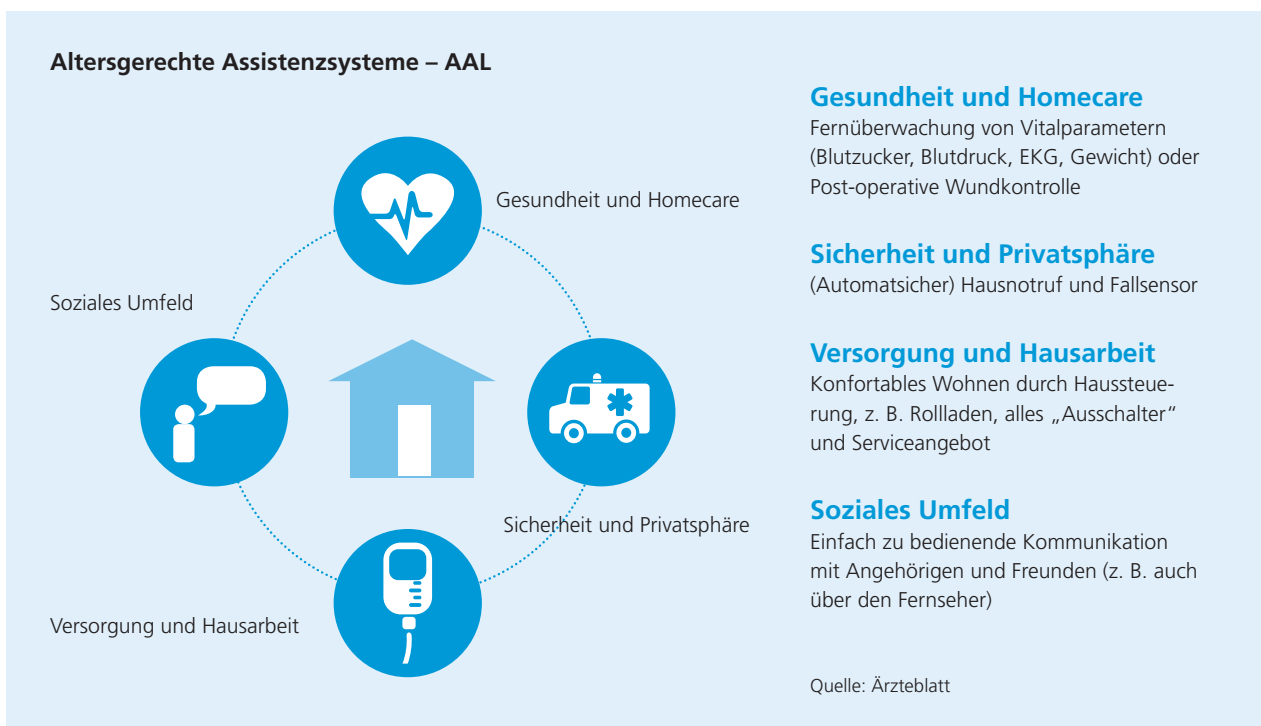 Altersgerechte Assistenzsysteme – AAL
Gesundheit und Homecare
Soziales Umfeld
Sicherheit und Privatsphäre
Versorgung und Hausarbeit
Gesundheit und Homecare
Fernüberwachung von Vitalparametern
(Blutzucker, Blutdruck, EKG, Gewicht) oder
Post-operative Wundkontrolle
Sicherheit und Privatsphäre
(Automatsicher) Hausnotruf und Fallsensor
Versorgung und Hausarbeit
Konfortables Wohnen durch Haussteue-
rung, z. B. Rollladen, alles „Ausschalter“
und Serviceangebot
Soziales Umfeld
Einfach zu bedienende Kommunikation
mit Angehörigen und Freunden (z. B. auch
über den Fernseher)
Quelle: Ärzteblatt